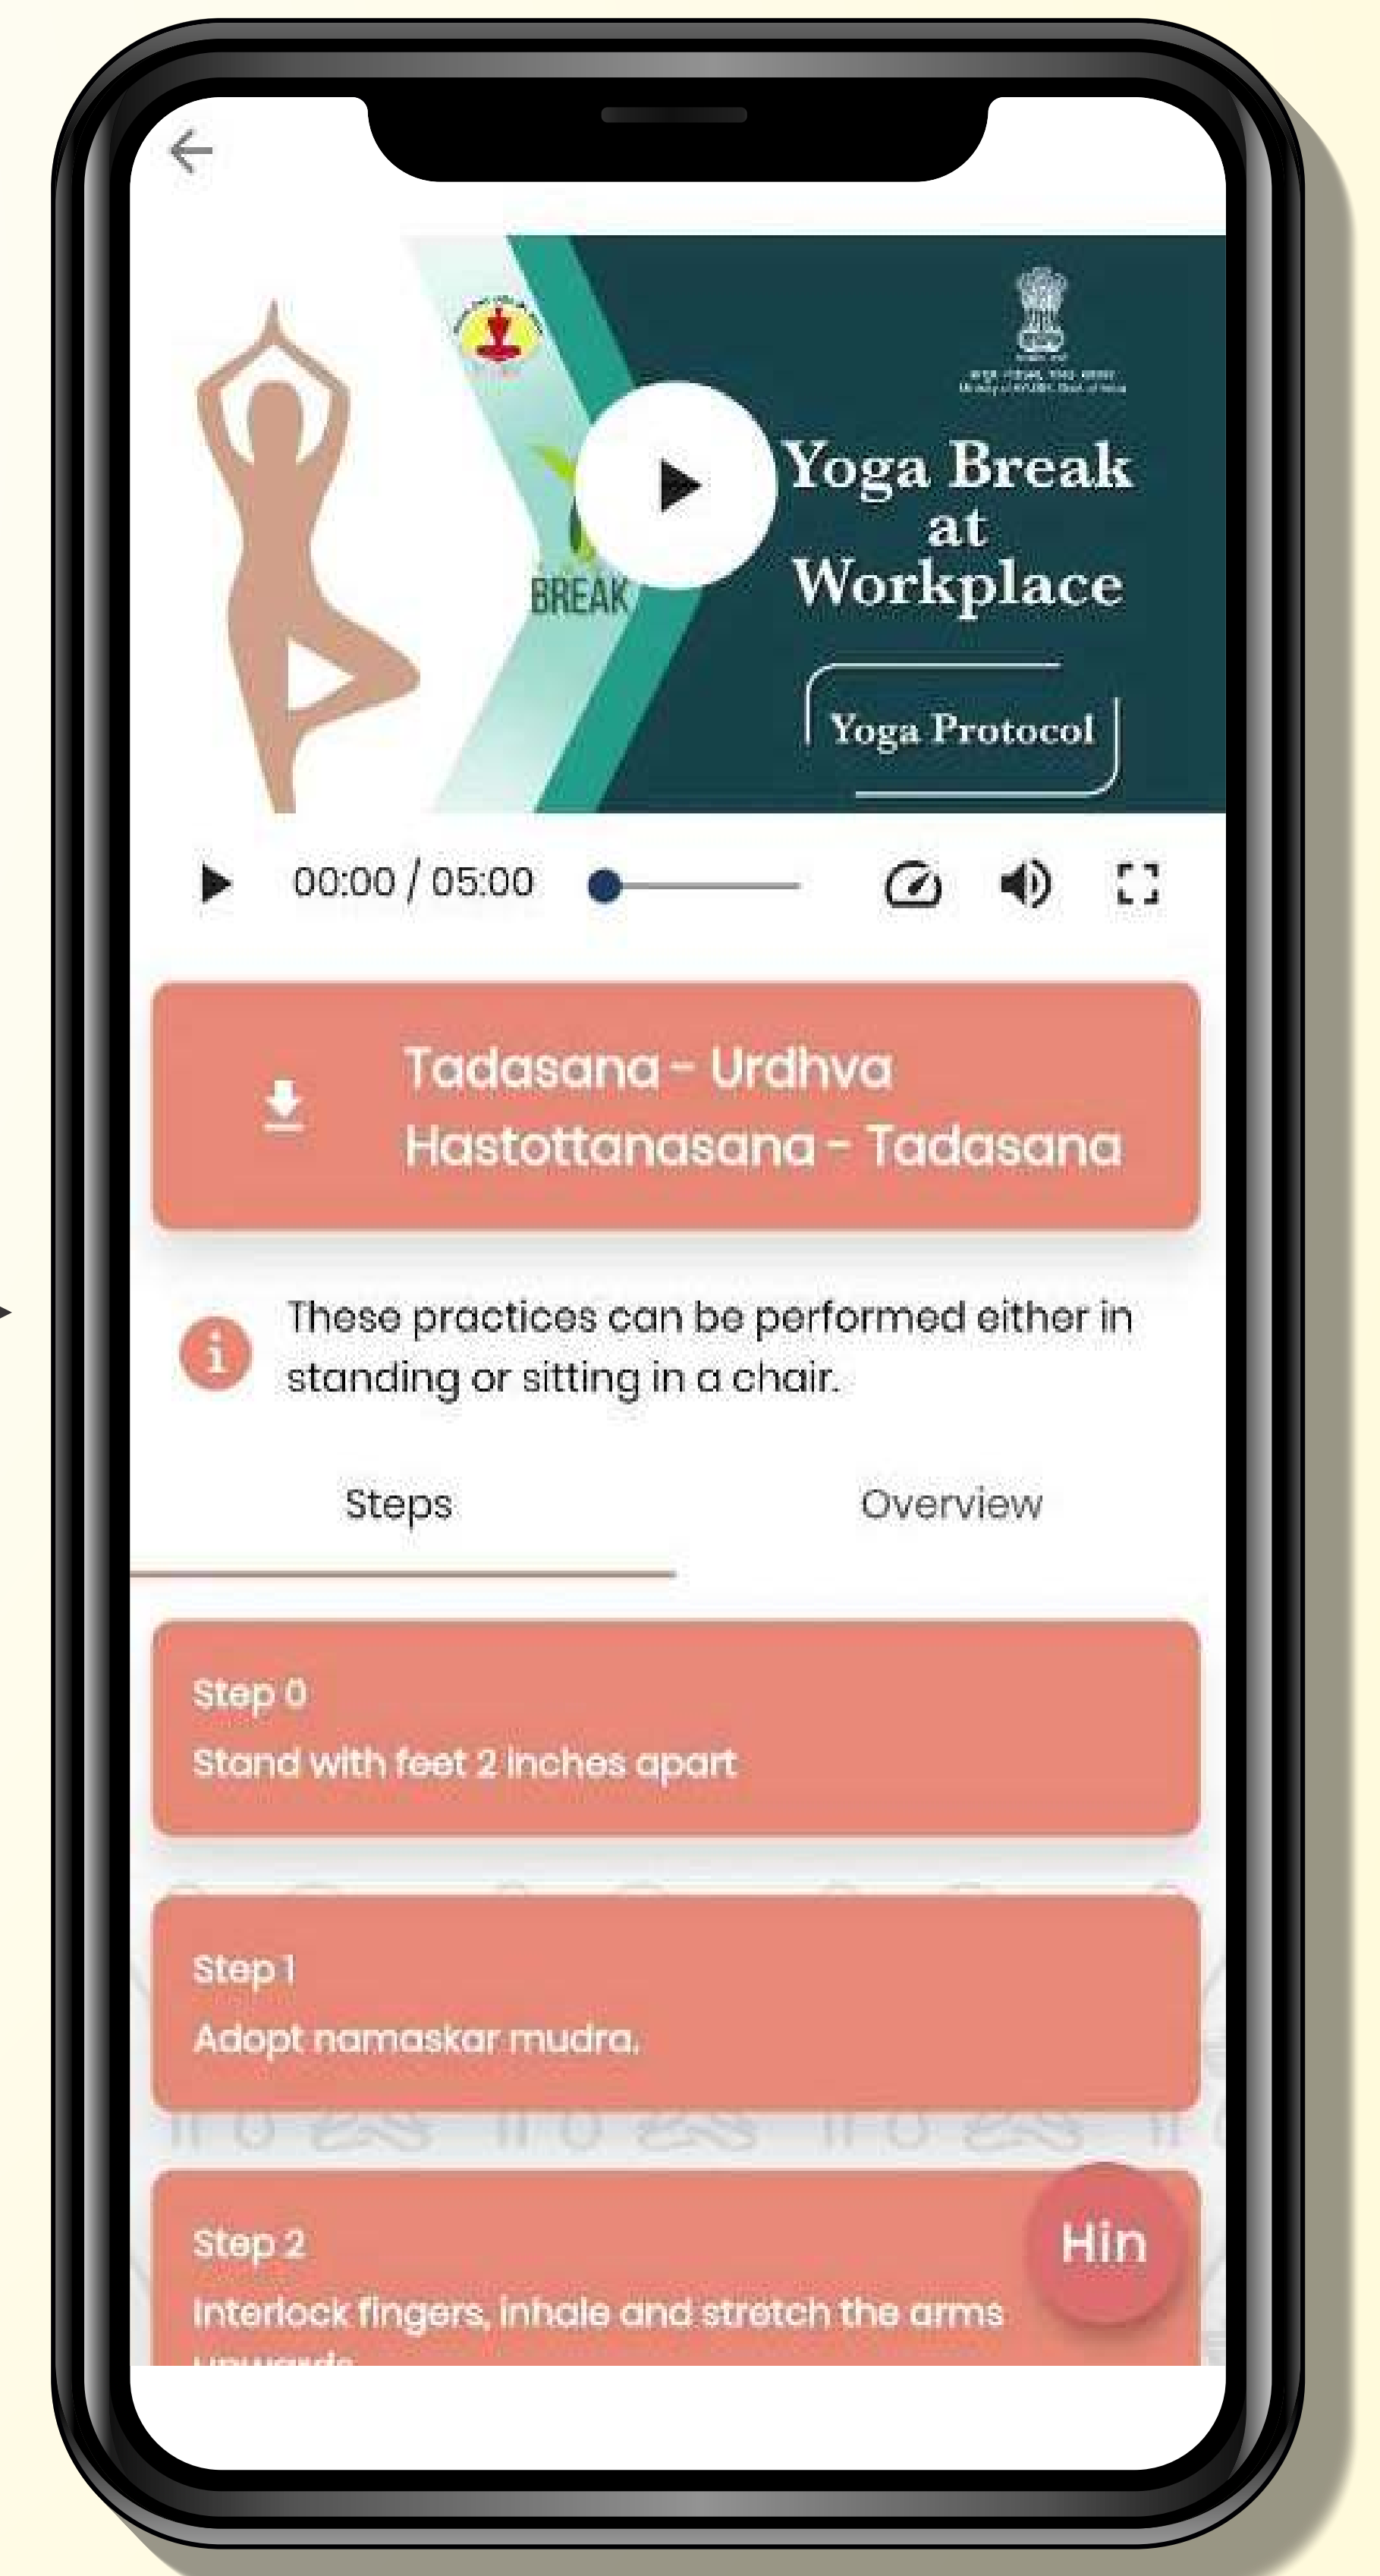 BREAK
Yoga Break
at
Workplace
Yoga Protocol
00:00 / 05:00
Tadasana - Urdhva
Hastottanasana - Tadasana
These practices can be performed either in
standing or sitting in a chair.
Steps
Overview
Step 0
Stand with feet 2 inches apart
Step 1
Adopt namaskar mudra.
Step 2
Interlock fingers, inhale and stretch the arms
upwards
Hin